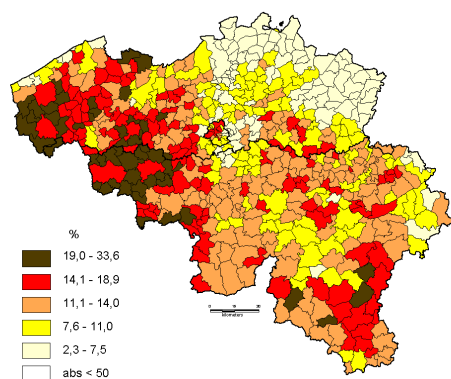 %
19,0 - 33,6
14,1 - 18,9
11,1 - 14,0
7,6 - 11,0
2,3 - 7,5
abs < 50
kilometers